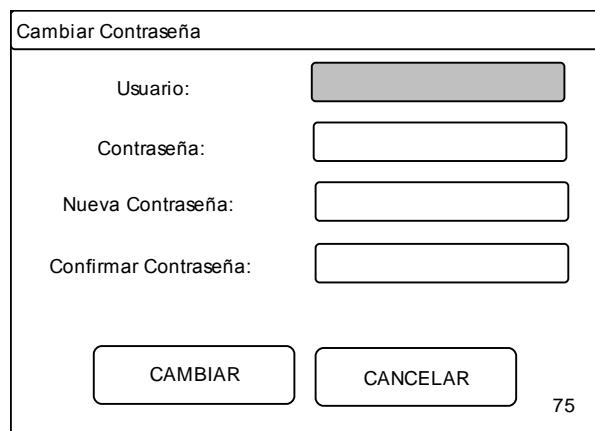 Cambiar Contraseña
Usuario:
Contraseña:
Nueva Contraseña:
Confirmar Contraseña:
CAMBIAR CANCELAR
75